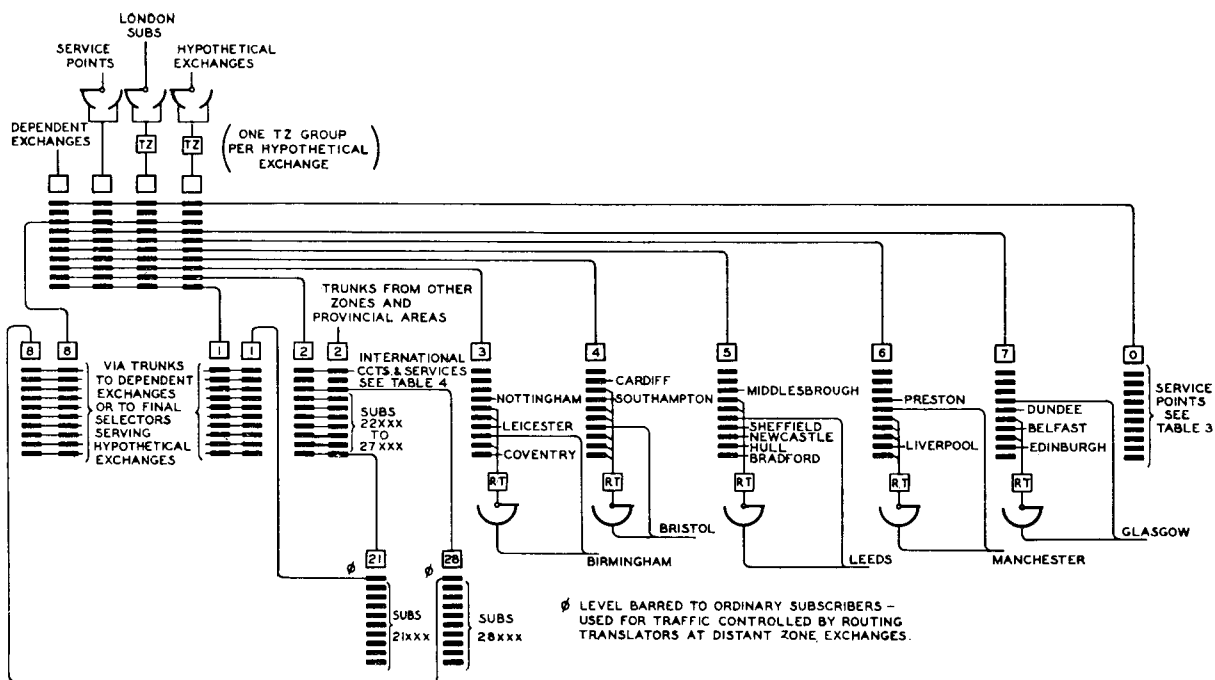 LONDON
SUBS
SERVICE
POINTS
HYPOTHETICAL
EXCHANGES
DEPENDENT
EXCHANGES
TZ
TZ
(ONE TZ GROUP
PER HYPOTHETICAL
EXCHANGE)
TRUNKS FROM OTHER
ZONES AND
PROVINCIAL AREAS
8
8
1
1
2
2
3
4
5
6
7
0
VIA TRUNKS
TO DEPENDENT
EXCHANGES
OR TO FINAL
SELECTORS
SERVING
HYPOTHETICAL
EXCHANGES
INTERNATIONAL
CCTS & SERVICES
SEE TABLE 4
SUBS
22XXX
TO
27XXX
NOTTINGHAM
LEICESTER
COVENTRY
CARDIFF
SOUTHAMPTON
MIDDLESBROUGH
SHEFFIELD
NEWCASTLE
HULL
BRADFORD
PRESTON
LIVERPOOL
DUNDEE
BELFAST
EDINBURGH
SERVICE
POINTS
SEE
TABLE 3
RT
RT
RT
RT
RT
BIRMINGHAM
BRISTOL
LEEDS
MANCHESTER
GLASGOW
ø
21
ø
28
SUBS
21XXX
SUBS
28XXX
ø LEVEL BARRED TO ORDINARY SUBSCRIBERS –
USED FOR TRAFFIC CONTROLLED BY ROUTING
TRANSLATORS AT DISTANT ZONE EXCHANGES.